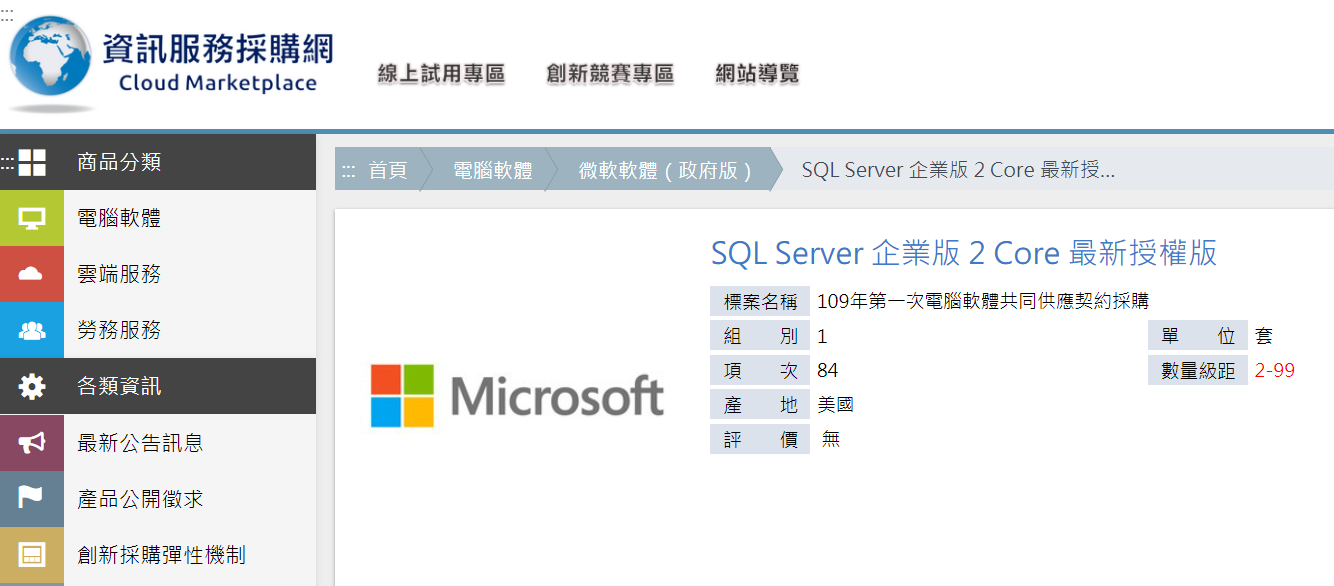 資訊服務採購網
Cloud Marketplace
線上試用專區 創新競賽專區 網站導覽
::: 商品分類
電腦軟體
雲端服務
勞務服務
各類資訊
最新公告訊息
產品公開徵求
創新採購彈性機制
::: 首頁 電腦軟體 微軟軟體 ( 政府版 ) SQL Server 企業版 2 Core 最新授...
Microsoft
SQL Server 企業版 2 Core 最新授權版
標案名稱 109年第一次電腦軟體共同供應契約採購
組 別 1 單 位 套
項 次 84 數量級距 2-99
產 地 美國
評 價 無